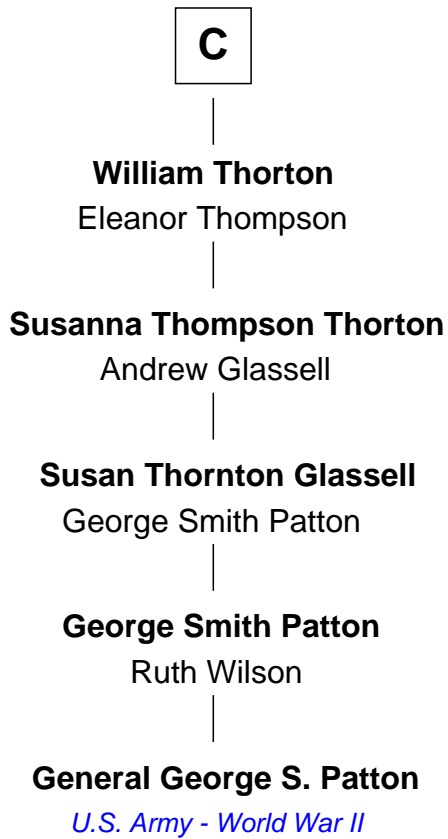 C
William Thorton
Eleanor Thompson
Susanna Thompson Thorton
Andrew Glassell
Susan Thornton Glassell
George Smith Patton
George Smith Patton
Ruth Wilson
General George S. Patton
U.S. Army - World War II